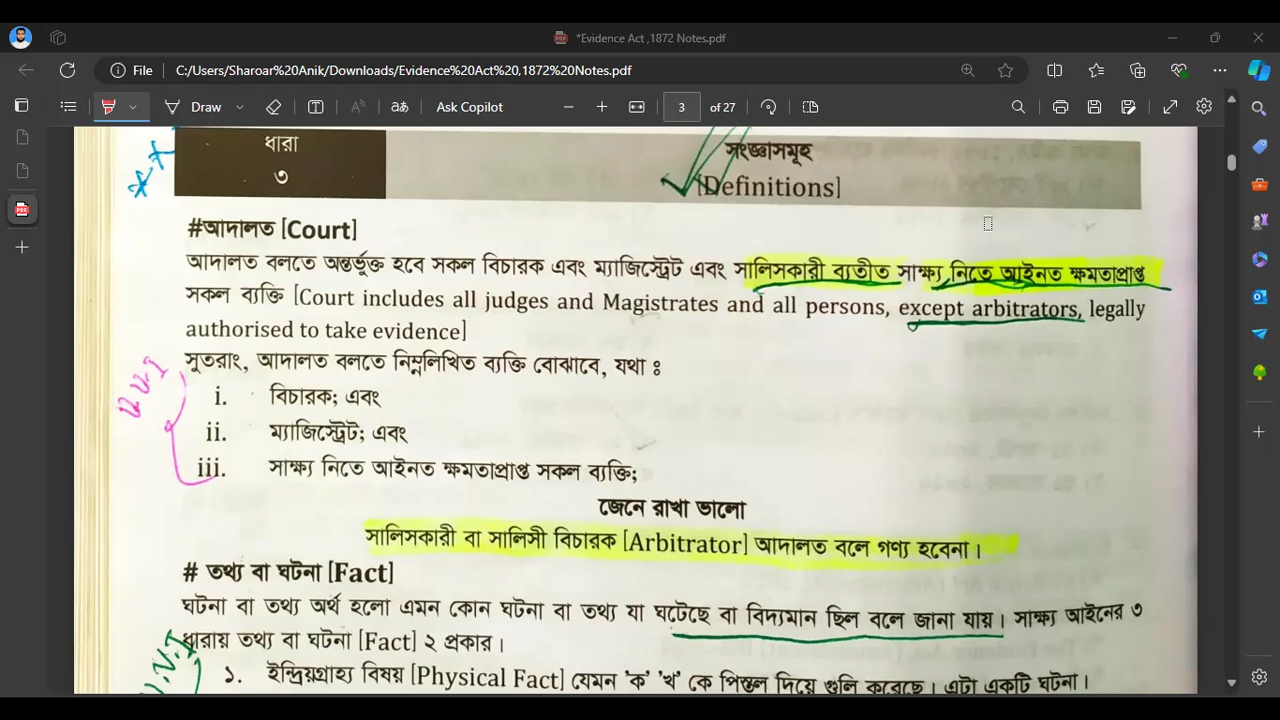 *Evidence Act ,1872 Notes.pdf
File C:/Users/Sharoar%20Anik/Downloads/Evidence%20Act%20,1872%20Notes.pdf
Draw
Ask Copilot
3 of 27
ধারা
৩
সংজ্ঞাসমূহ
[Definitions]
#আদালত [Court]
আদালত বলতে অন্তর্ভুক্ত হবে সকল বিচারক এবং ম্যাজিস্ট্রেট এবং সালিসকারী ব্যতীত সাক্ষ্য নিতে আইনত ক্ষমতাপ্রাপ্ত
সকল ব্যক্তি [Court includes all judges and Magistrates and all persons, except arbitrators, legally
authorised to take evidence]
সুতরাং, আদালত বলতে নিম্নলিখিত ব্যক্তি বোঝাবে, যথা ঃ
i. বিচারক; এবং
ii. ম্যাজিস্ট্রেট; এবং
iii. সাক্ষ্য নিতে আইনত ক্ষমতাপ্রাপ্ত সকল ব্যক্তি;
জেনে রাখা ভালো
সালিসকারী বা সালিসী বিচারক [Arbitrator] আদালত বলে গণ্য হবেনা।
# তথ্য বা ঘটনা [Fact]
ঘটনা বা তথ্য অর্থ হলো এমন কোন ঘটনা বা তথ্য যা ঘটেছে বা বিদ্যমান ছিল বলে জানা যায়। সাক্ষ্য আইনের ৩
ধারায় তথ্য বা ঘটনা [Fact] ২ প্রকার।
১. ইন্দ্রিয়গ্রাহ্য বিষয় [Physical Fact] যেমন 'ক' 'খ' কে পিস্তল দিয়ে গুলি করেছে। এটা একটি ঘটনা।
V.V.I